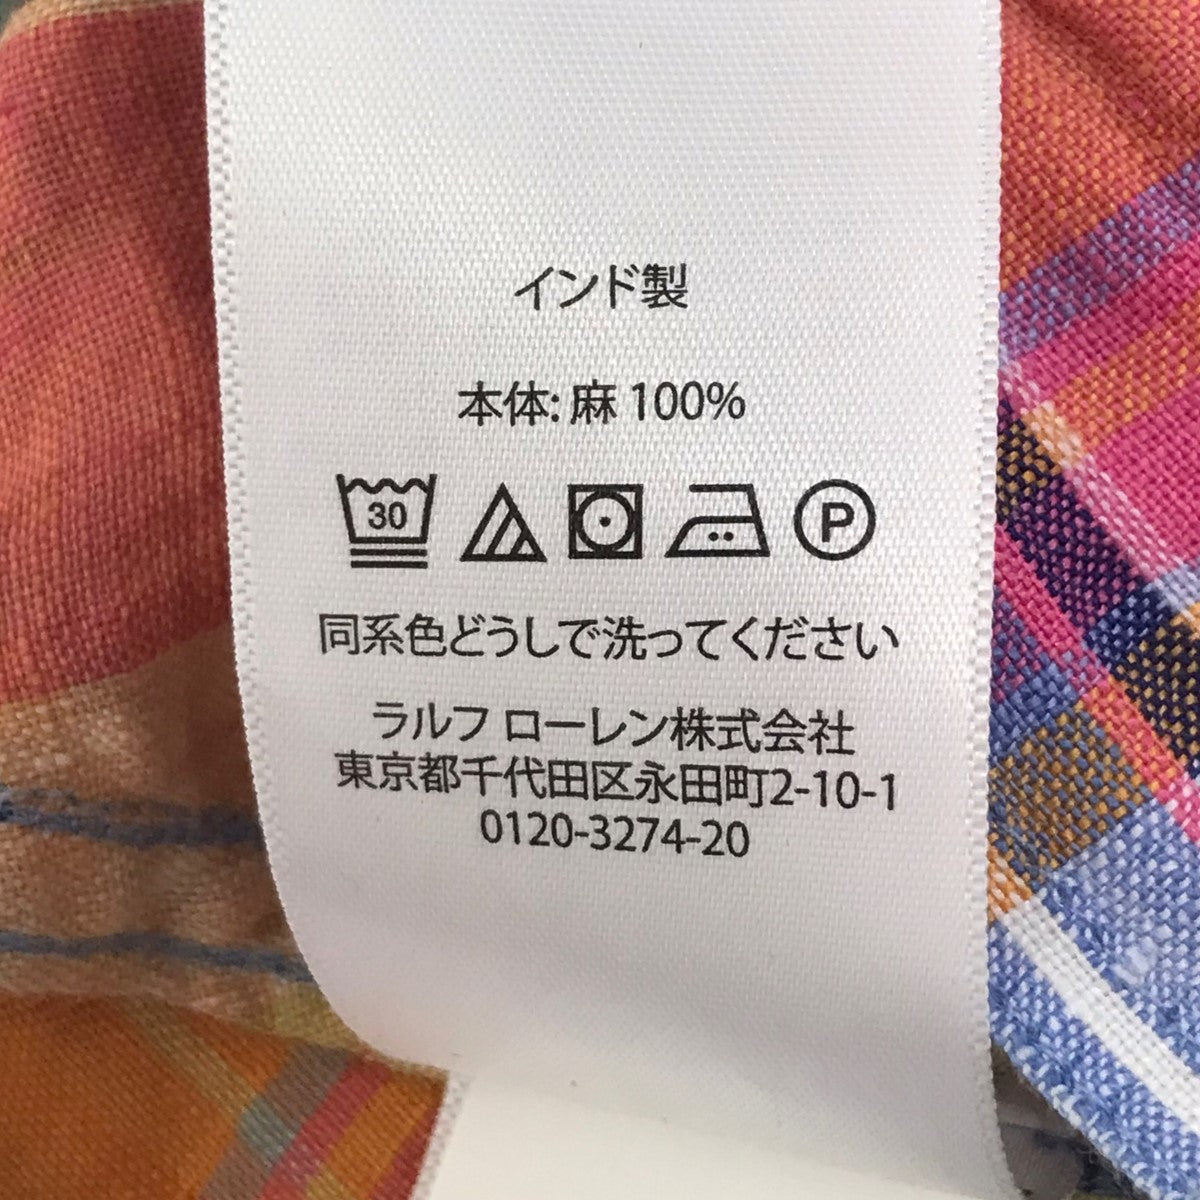 インド製
本体: 麻 100%
30 P
同系色どうしで洗ってください
ラルフ ローレン株式会社
東京都千代田区永田町2-10-1
0120-3274-20